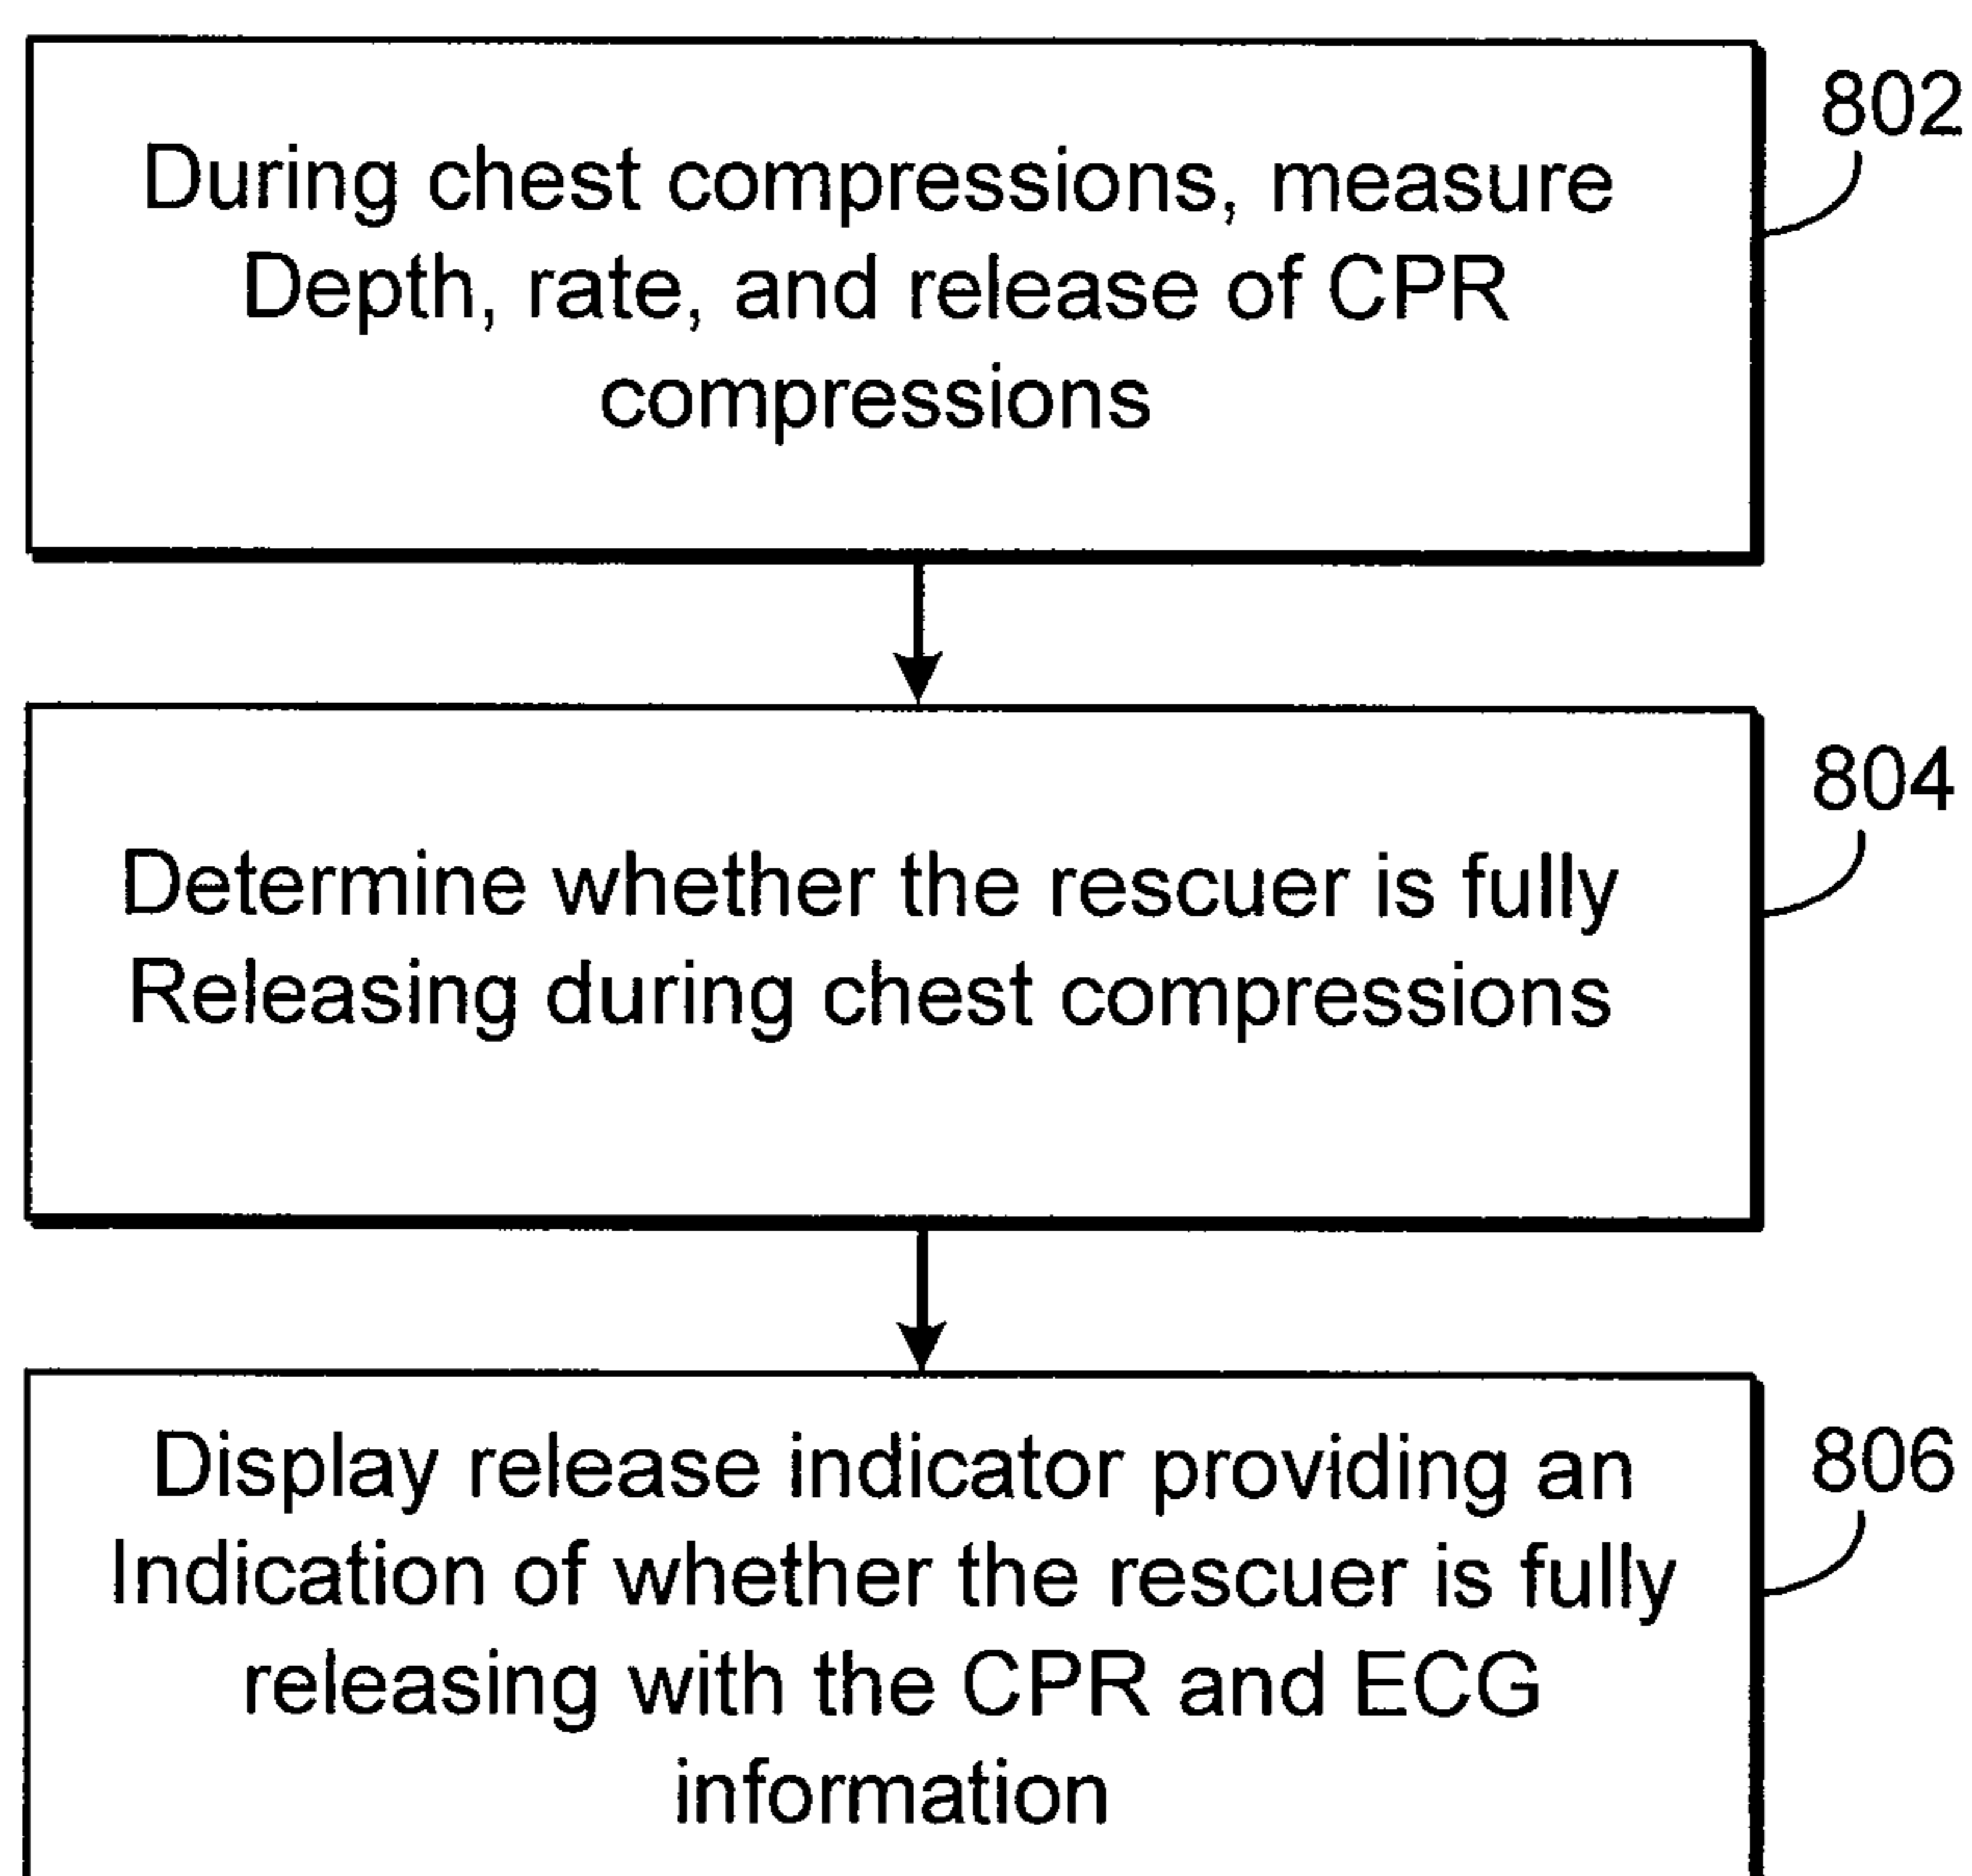 During chest compressions, measure
Depth, rate, and release of CPR
compressions
802
Determine whether the rescuer is fully
Releasing during chest compressions
804
Display release indicator providing an
Indication of whether the rescuer is fully
releasing with the CPR and ECG
information
806